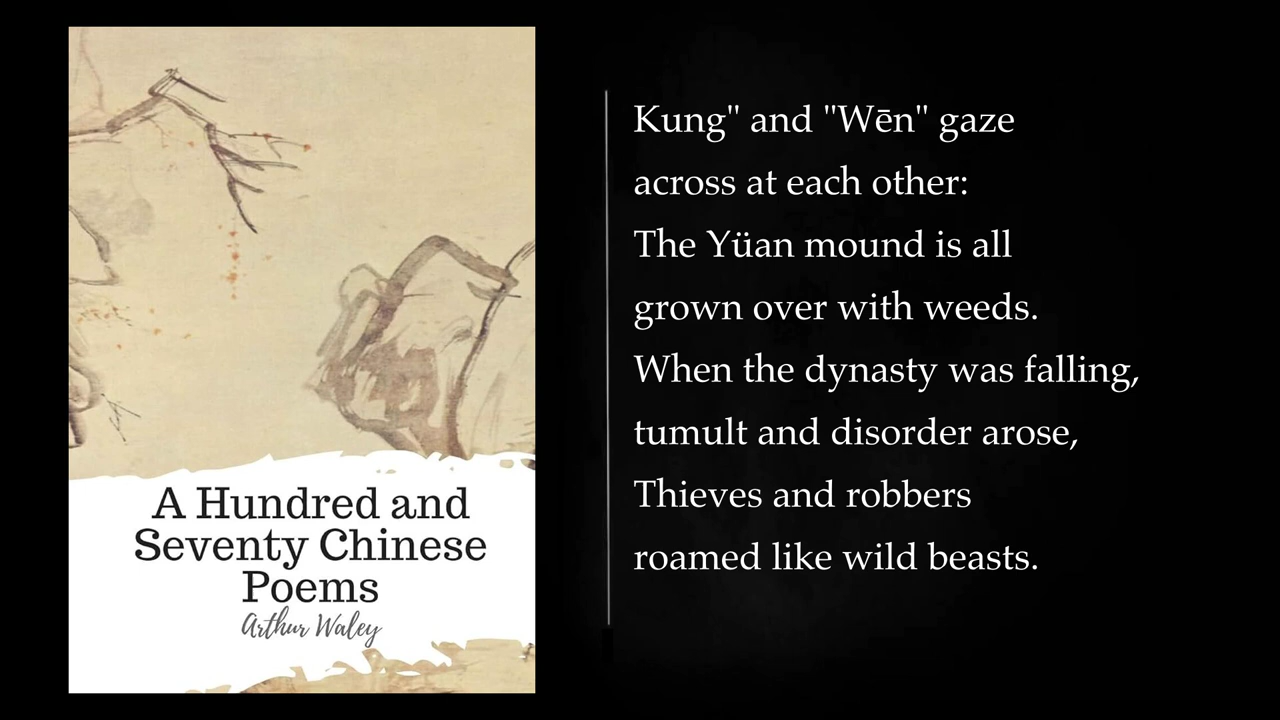 A Hundred and
Seventy Chinese
Poems
Arthur Waley
Kung" and "Wēn" gaze
across at each other:
The Yüan mound is all
grown over with weeds.
When the dynasty was falling,
tumult and disorder arose,
Thieves and robbers
roamed like wild beasts.